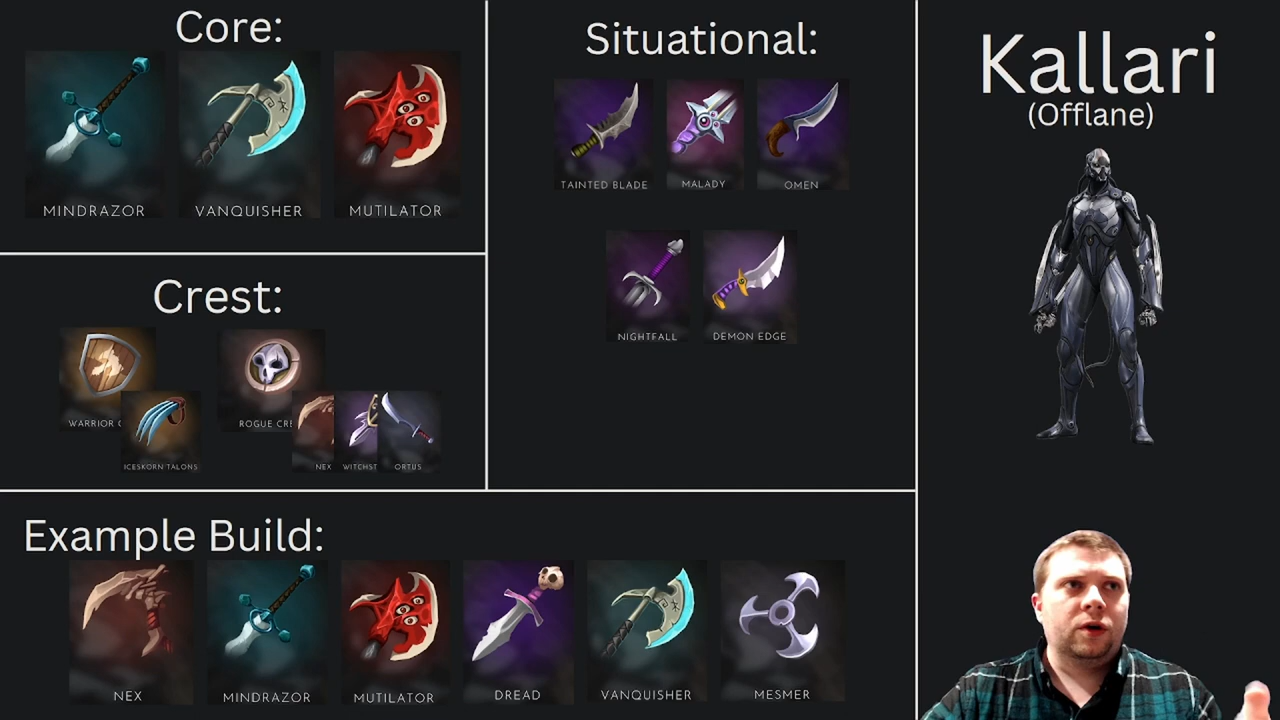 Core:
MINDRAZOR
VANQUISHER
MUTILATOR
Situational:
TAINTED BLADE
MALADY
OMEN
NIGHTFALL
DEMON EDGE
Kallari
(Offlane)
Crest:
WARRIOR
ICESKORN TALONS
ROGUE CRE
NEX
WITCHST
ORTUS
Example Build:
NEX
MINDRAZOR
MUTILATOR
DREAD
VANQUISHER
MESMER